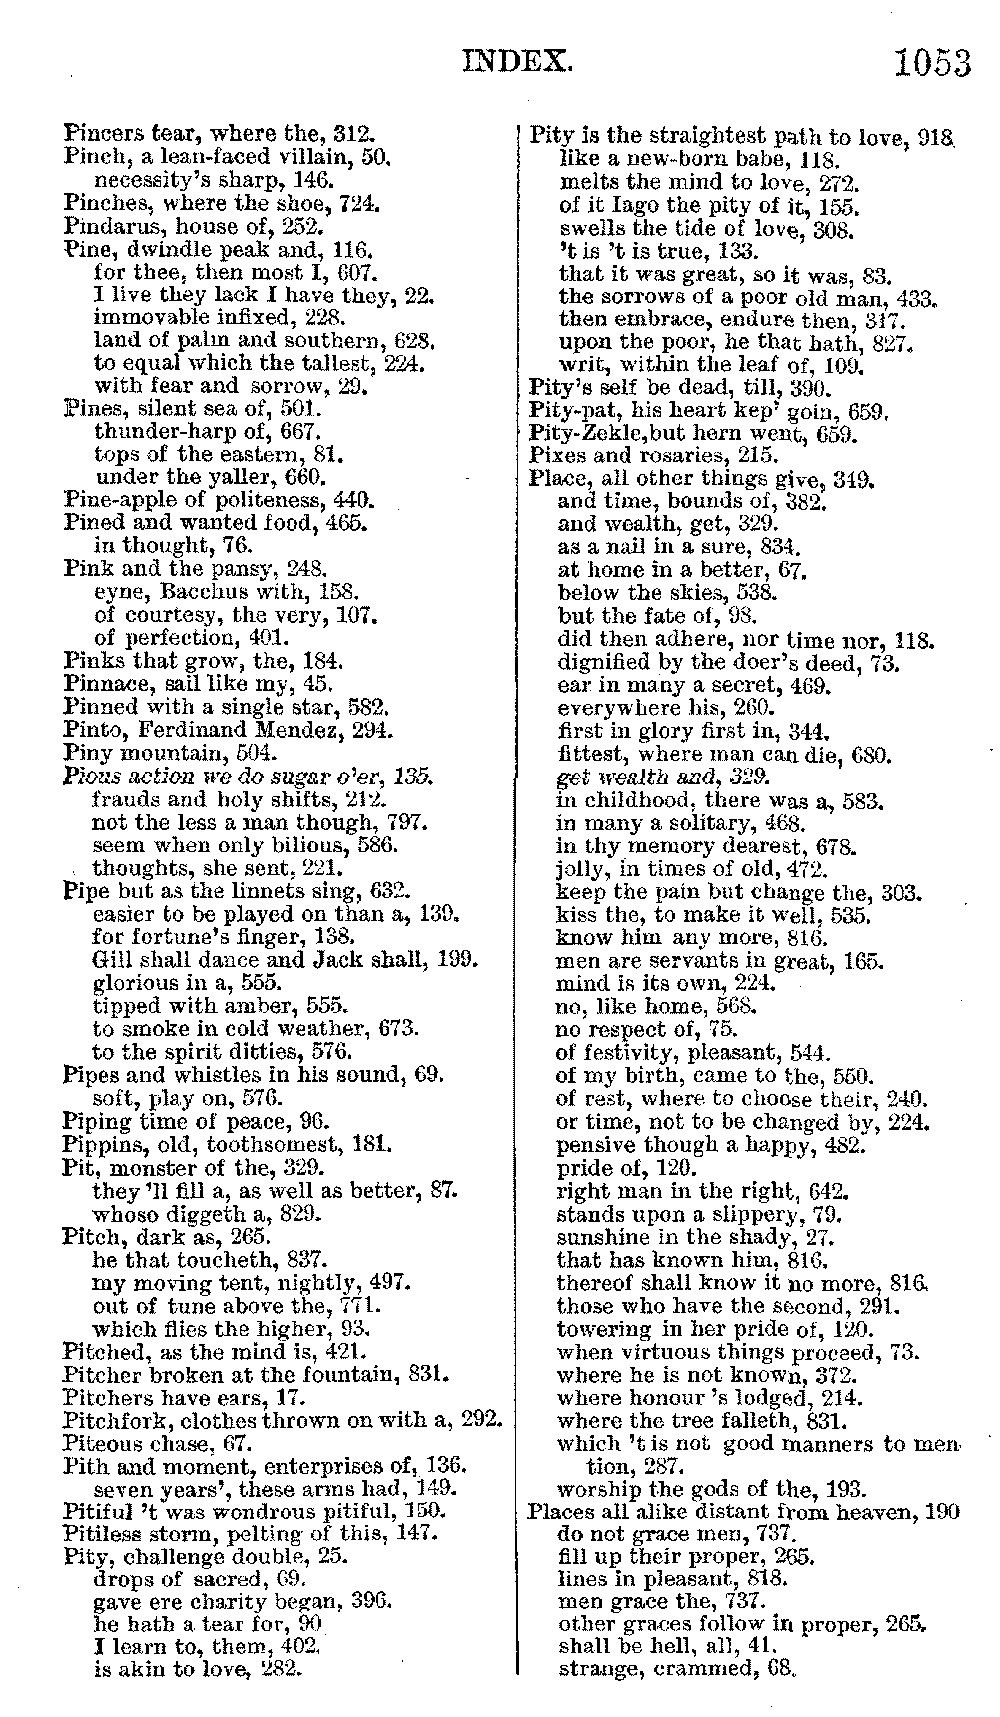 INDEX.
1053
Pincers tear, where the, 312.
Pinch, a lean-faced villain, 50.
necessity's sharp, 146.
Pinches, where the shoe, 724.
Pindarus, house of, 252.
Pine, dwindle peak and, 116.
for thee, then most I, 607.
I live they lack I have they, 22.
immovable infixed, 228.
land of palm and southern, 628.
to equal which the tallest, 224.
with fear and sorrow, 29.
Pines, silent sea of, 501.
thunder-harp of, 667.
tops of the eastern, 81.
under the yaller, 660.
Pine-apple of politeness, 440.
Pined and wanted food, 465.
in thought, 76.
Pink and the pansy, 248.
eyne, Bacchus with, 158.
of courtesy, the very, 107.
of perfection, 401.
Pinks that grow, the, 184.
Pinnace, sail like my, 45.
Pinned with a single star, 582.
Pinto, Ferdinand Mendez, 294.
Piny mountain, 504.
Pious action we do sugar o'er, 135.
frauds and holy shifts, 212.
not the less a man though, 797.
seem when only bilious, 586.
thoughts, she sent, 221.
Pipe but as the linnets sing, 632.
easier to be played on than a, 139.
for fortune's finger, 138.
Gill shall dance and Jack shall, 199.
glorious in a, 555.
tipped with amber, 555.
to smoke in cold weather, 673.
to the spirit ditties, 576.
Pipes and whistles in his sound, 69.
soft, play on, 576.
Piping time of peace, 96.
Pippins, old, toothsomest, 181.
Pit, monster of the, 329.
they 'll fill a, as well as better, 87.
whoso diggeth a, 829.
Pitch, dark as, 265.
he that toucheth, 837.
my moving tent, nightly, 497.
out of tune above the, 771.
which flies the higher, 93.
Pitched, as the mind is, 421.
Pitcher broken at the fountain, 831.
Pitchers have ears, 17.
Pitchfork, clothes thrown on with a, 292.
Piteous chase, 67.
Pith and moment, enterprises of, 136.
seven years', these arms had, 149.
Pitiful 't was wondrous pitiful, 150.
Pitiless storm, pelting of this, 147.
Pity, challenge double, 25.
drops of sacred, 69.
gave ere charity began, 396.
he hath a tear for, 90
I learn to, them, 402.
is akin to love, 282.
Pity is the straightest path to love, 918.
like a new-born babe, 118.
melts the mind to love, 272.
of it Iago the pity of it, 155.
swells the tide of love, 308.
't is 't is true, 133.
that it was great, so it was, 83.
the sorrows of a poor old man, 433.
then embrace, endure then, 317.
upon the poor, he that hath, 827.
writ, within the leaf of, 109.
Pity's self be dead, till, 390.
Pity-pat, his heart kep' goin, 659.
Pity-Zekle, but hern went, 659.
Pixes and rosaries, 215.
Place, all other things give, 349.
and time, bounds of, 382.
and wealth, get, 329.
as a nail in a sure, 834.
at home in a better, 67.
below the skies, 538.
but the fate of, 98.
did then adhere, nor time nor, 118.
dignified by the doer's deed, 73.
ear in many a secret, 469.
everywhere his, 260.
first in glory first in, 344.
fittest, where man can die, 680.
get wealth and, 329.
in childhood, there was a, 583.
in many a solitary, 468.
in thy memory dearest, 678.
jolly, in times of old, 472.
keep the pain but change the, 303.
kiss the, to make it well, 535.
know him any more, 816.
men are servants in great, 165.
mind is its own, 224.
no, like home, 568.
no respect of, 75.
of festivity, pleasant, 544.
of my birth, came to the, 550.
of rest, where to choose their, 240.
or time, not to be changed by, 224.
pensive though a happy, 482.
pride of, 120.
right man in the right, 642.
stands upon a slippery, 79.
sunshine in the shady, 27.
that has known him, 816.
thereof shall know it no more, 816.
those who have the second, 291.
towering in her pride of, 120.
when virtuous things proceed, 73.
where he is not known, 372.
where honour 's lodged, 214.
where the tree falleth, 831.
which 't is not good manners to men-
tion, 287.
worship the gods of the, 193.
Places all alike distant from heaven, 190
do not grace men, 737.
fill up their proper, 265.
lines in pleasant, 818.
men grace the, 737.
other graces follow in proper, 265.
shall be hell, all, 41.
strange, crammed, 68.